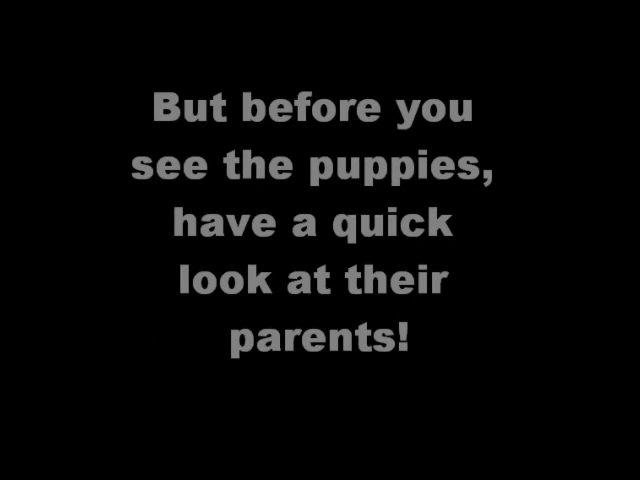 But before you
see the puppies,
have a quick
look at their
parents!